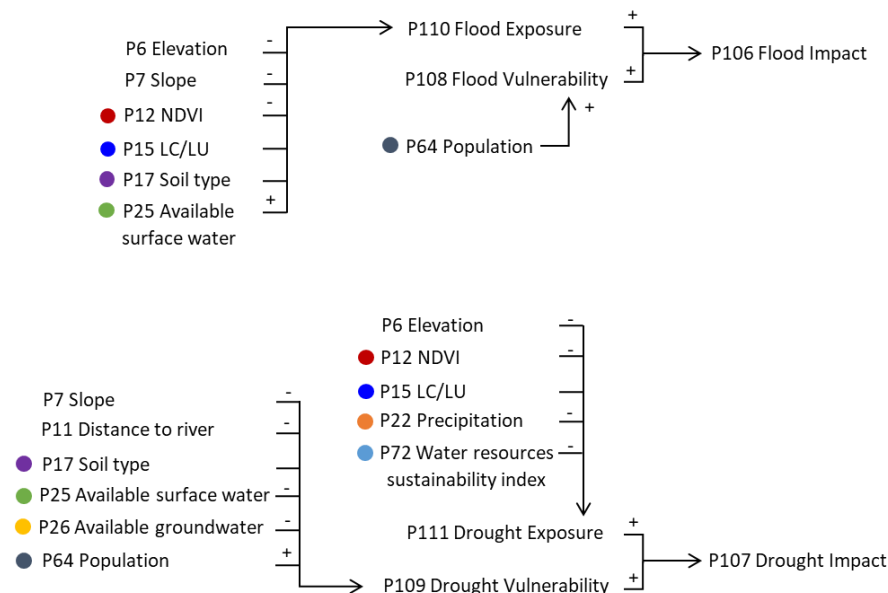 P6 Elevation -
P7 Slope -
P12 NDVI -
P15 LC/LU
P17 Soil type
P25 Available +
surface water
P110 Flood Exposure +
P108 Flood Vulnerability +
+
P64 Population
P106 Flood Impact
P6 Elevation -
P12 NDVI -
P15 LC/LU
P22 Precipitation -
P72 Water resources -
sustainability index
P7 Slope -
P11 Distance to river -
P17 Soil type
P25 Available surface water -
P26 Available groundwater -
P64 Population +
P111 Drought Exposure +
P109 Drought Vulnerability +
P107 Drought Impact